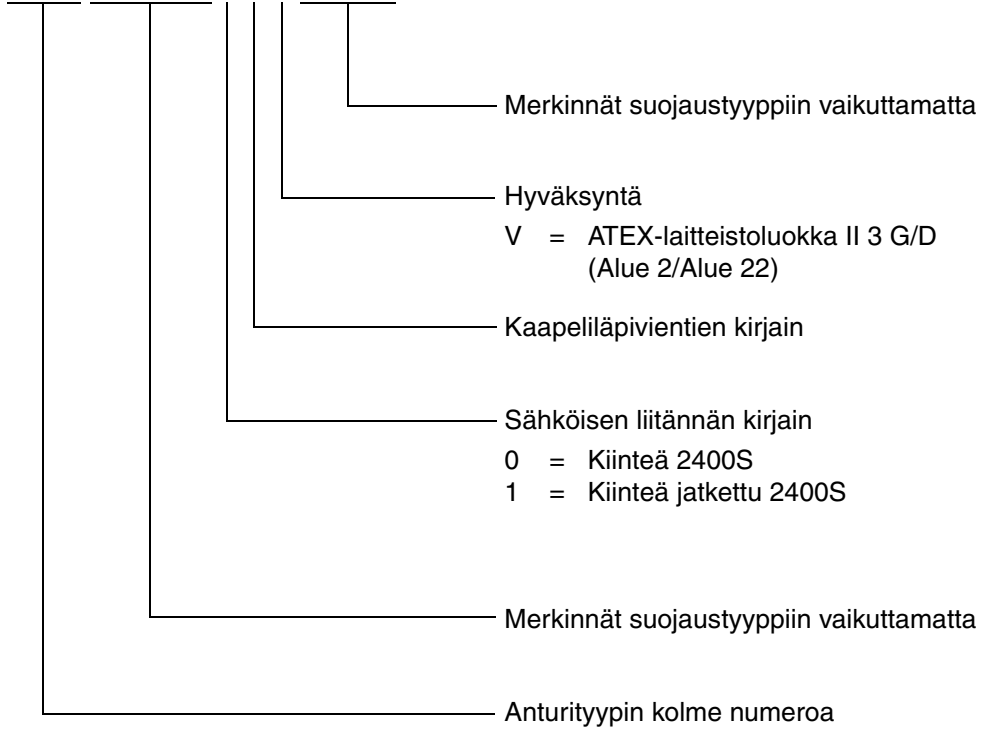 Merkinnät suojaustyyppiin vaikuttamatta
Hyväksyntä
V = ATEX-laitteistoluokka II 3 G/D
(Alue 2/Alue 22)
Kaapeliläpivientien kirjain
Sähköisen liitännän kirjain
0 = Kiinteä 2400S
1 = Kiinteä jatkettu 2400S
Merkinnät suojaustyyppiin vaikuttamatta
Anturityypin kolme numeroa